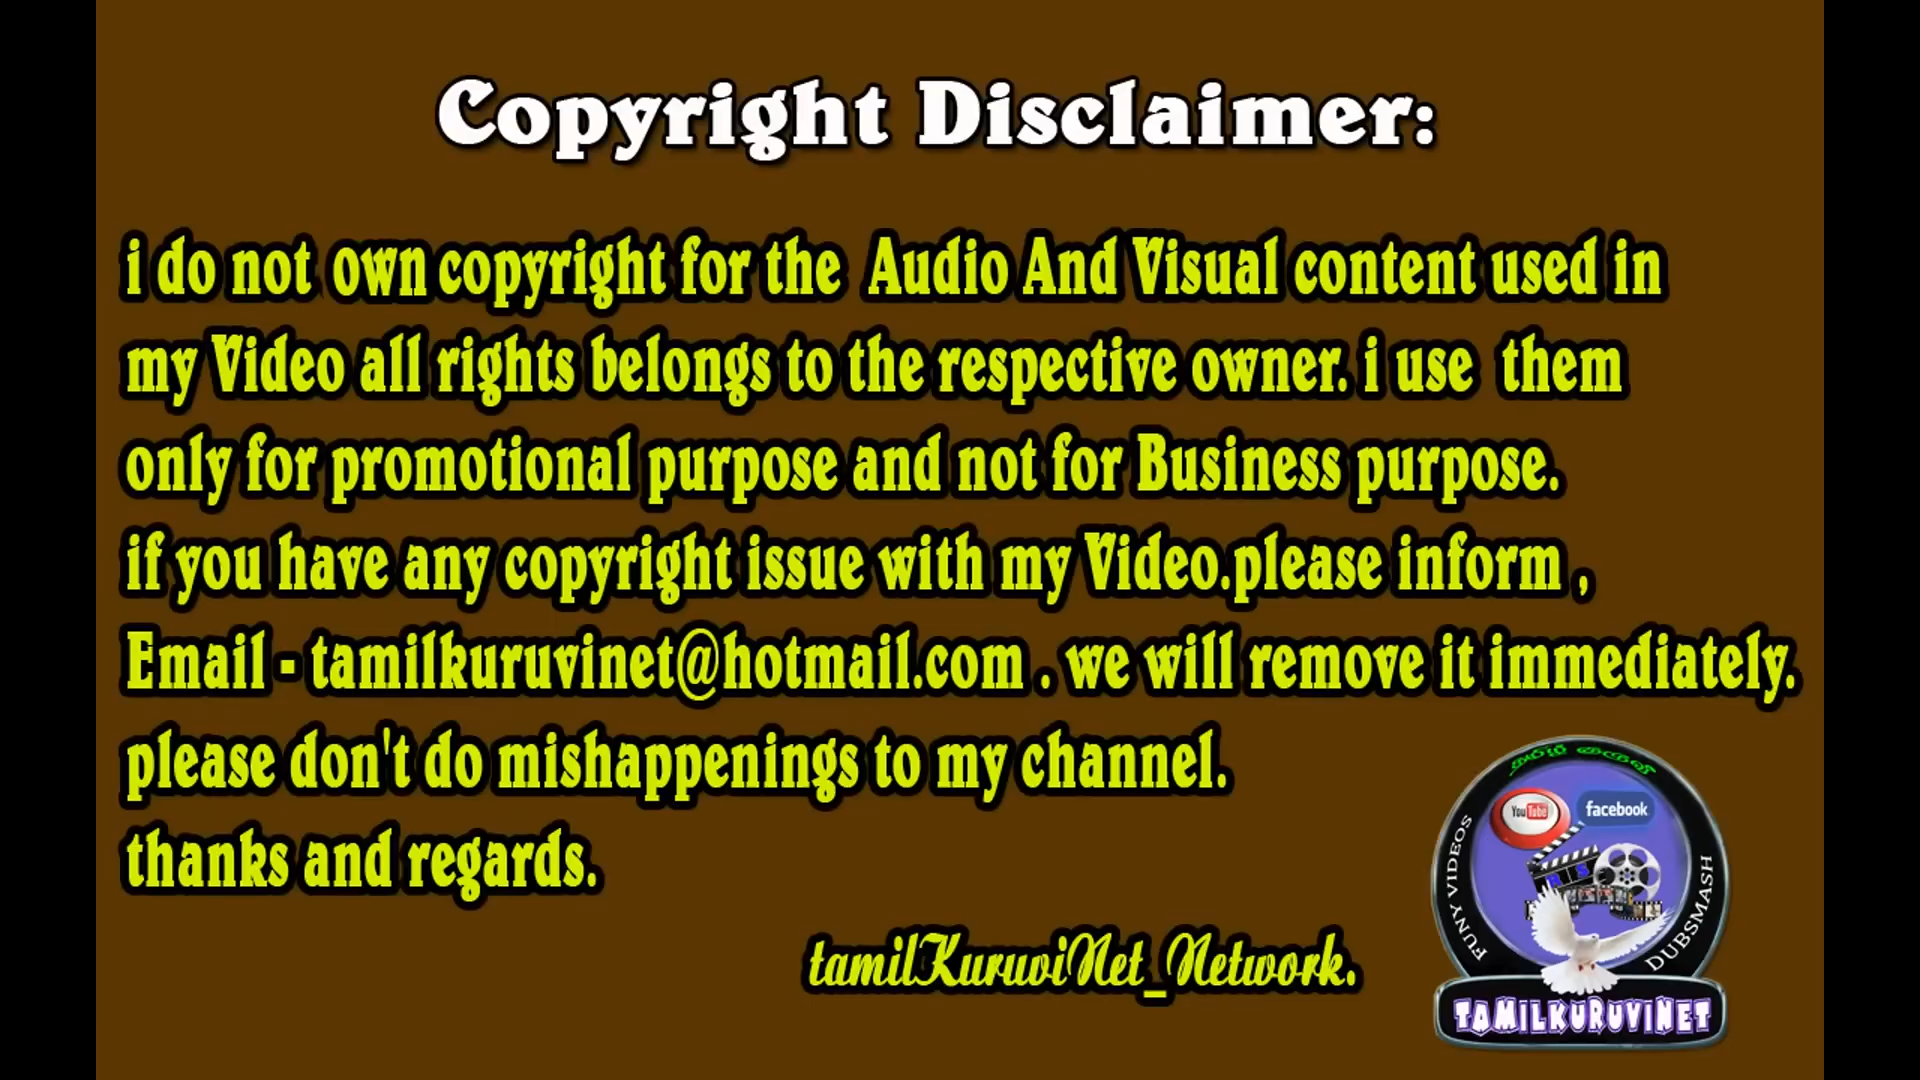 Copyright Disclaimer:
i do not own copyright for the Audio And Visual content used in
my Video all rights belongs to the respective owner. i use them
only for promotional purpose and not for Business purpose.
if you have any copyright issue with my Video.please inform ,
Email - tamilkuruvinet@hotmail.com . we will remove it immediately.
please don't do mishappenings to my channel.
thanks and regards.
tamilKuruviNet_Network.
தமிழ் குருவி
YouTube
facebook
FUNY VIDEOS
DUBSMASH
TAMILKURUVINET